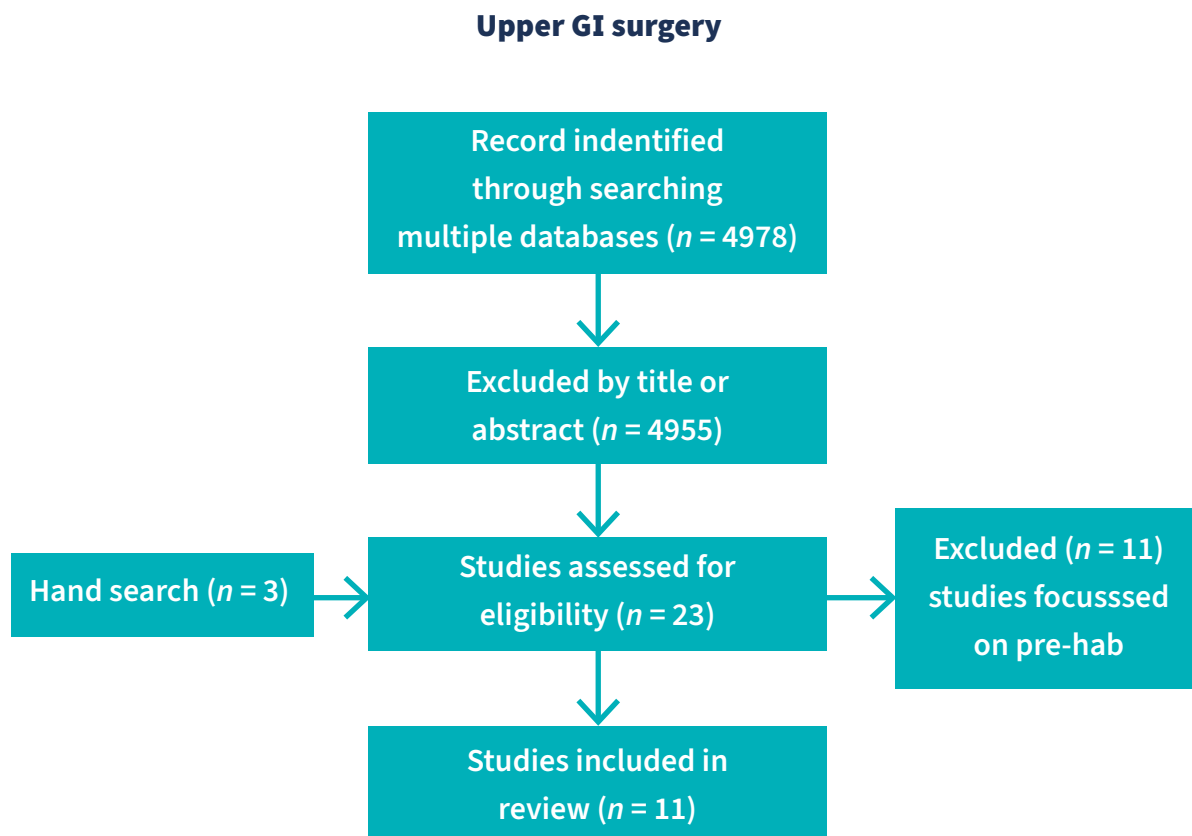 Upper GI surgery
Record indentified
through searching
multiple databases (n = 4978)
Excluded by title or
abstract (n = 4955)
Hand search (n = 3)
Studies assessed for
eligibility (n = 23)
Excluded (n = 11)
studies focusssed
on pre-hab
Studies included in
review (n = 11)